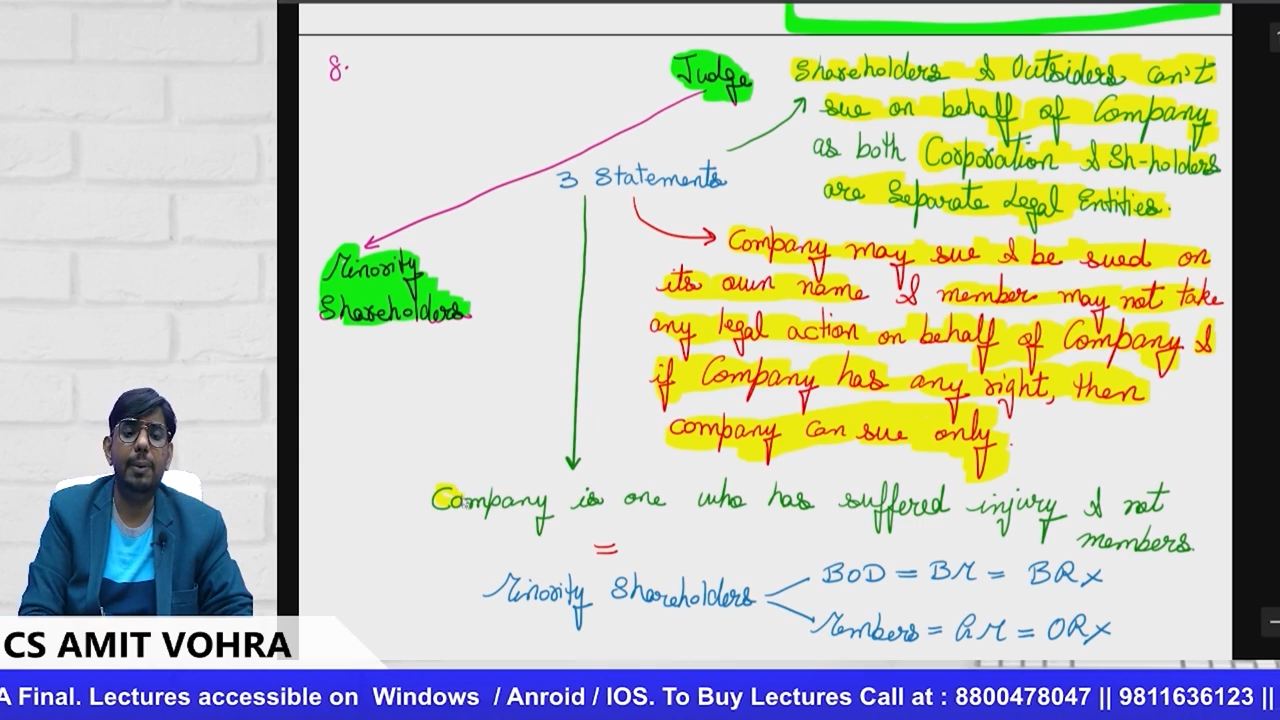 8.
Judge
Shareholders & Outsiders can't
sue on behalf of Company
as both Corporation & Sh-holders
are Separate Legal Entities.
3 Statements
Minority
Shareholders
Company may sue & be sued on
its own name & member may not take
any legal action on behalf of Company &
if Company has any right, then
company can sue only.
Company is one who has suffered injury & not
members.
=
Minority Shareholders
BOD = BM = BRX
Members = GM = ORX
CS AMIT VOHRA
A Final. Lectures accessible on Windows / Anroid / IOS. To Buy Lectures Call at : 8800478047 || 9811636123 ||